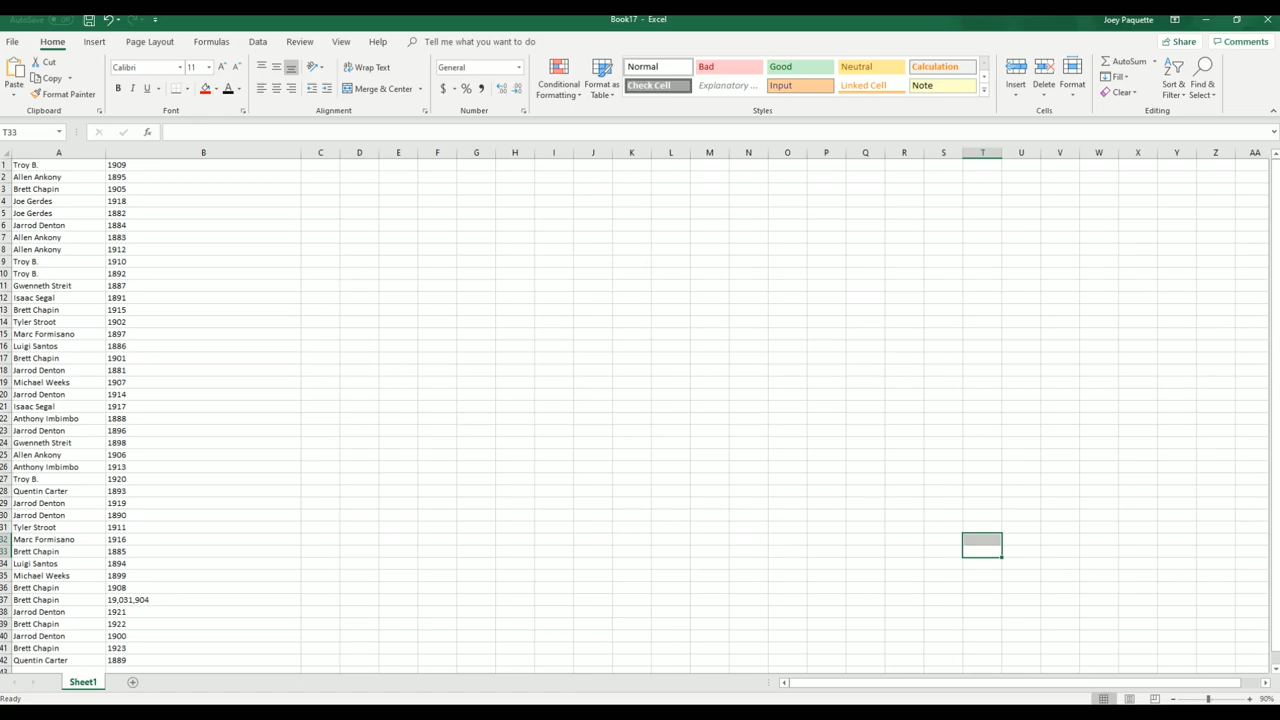 AutoSave Off Book17 - Excel Joey Paquette
File Home Insert Page Layout Formulas Data Review View Help Tell me what you want to do Share Comments
Paste Cut Copy Format Painter Clipboard
Calibri 11 B I U A Font
Wrap Text Merge & Center Alignment
General $ % Number
Conditional Formatting Format as Table
Normal Bad Good Neutral Calculation
Check Cell Explanatory ... Input Linked Cell Note
Styles
Insert Delete Format Cells
AutoSum Fill Clear Sort & Filter Find & Select Editing
T33 fx
A B C D E F G H I J K L M N O P Q R S T U V W X Y Z AA
1 Troy B. 1909
2 Allen Ankony 1895
3 Brett Chapin 1905
4 Joe Gerdes 1918
5 Joe Gerdes 1882
6 Jarrod Denton 1884
7 Allen Ankony 1883
8 Allen Ankony 1912
9 Troy B. 1910
10 Troy B. 1892
11 Gwenneth Streit 1887
12 Isaac Segal 1891
13 Brett Chapin 1915
14 Tyler Stroot 1902
15 Marc Formisano 1897
16 Luigi Santos 1886
17 Brett Chapin 1901
18 Jarrod Denton 1881
19 Michael Weeks 1907
20 Jarrod Denton 1914
21 Isaac Segal 1917
22 Anthony Imbimbo 1888
23 Jarrod Denton 1896
24 Gwenneth Streit 1898
25 Allen Ankony 1906
26 Anthony Imbimbo 1913
27 Troy B. 1920
28 Quentin Carter 1893
29 Jarrod Denton 1919
30 Jarrod Denton 1890
31 Tyler Stroot 1911
32 Marc Formisano 1916
33 Brett Chapin 1885
34 Luigi Santos 1894
35 Michael Weeks 1899
36 Brett Chapin 1908
37 Brett Chapin 19,031,904
38 Jarrod Denton 1921
39 Brett Chapin 1922
40 Jarrod Denton 1900
41 Brett Chapin 1923
42 Quentin Carter 1889
43
Sheet1
Ready 90%